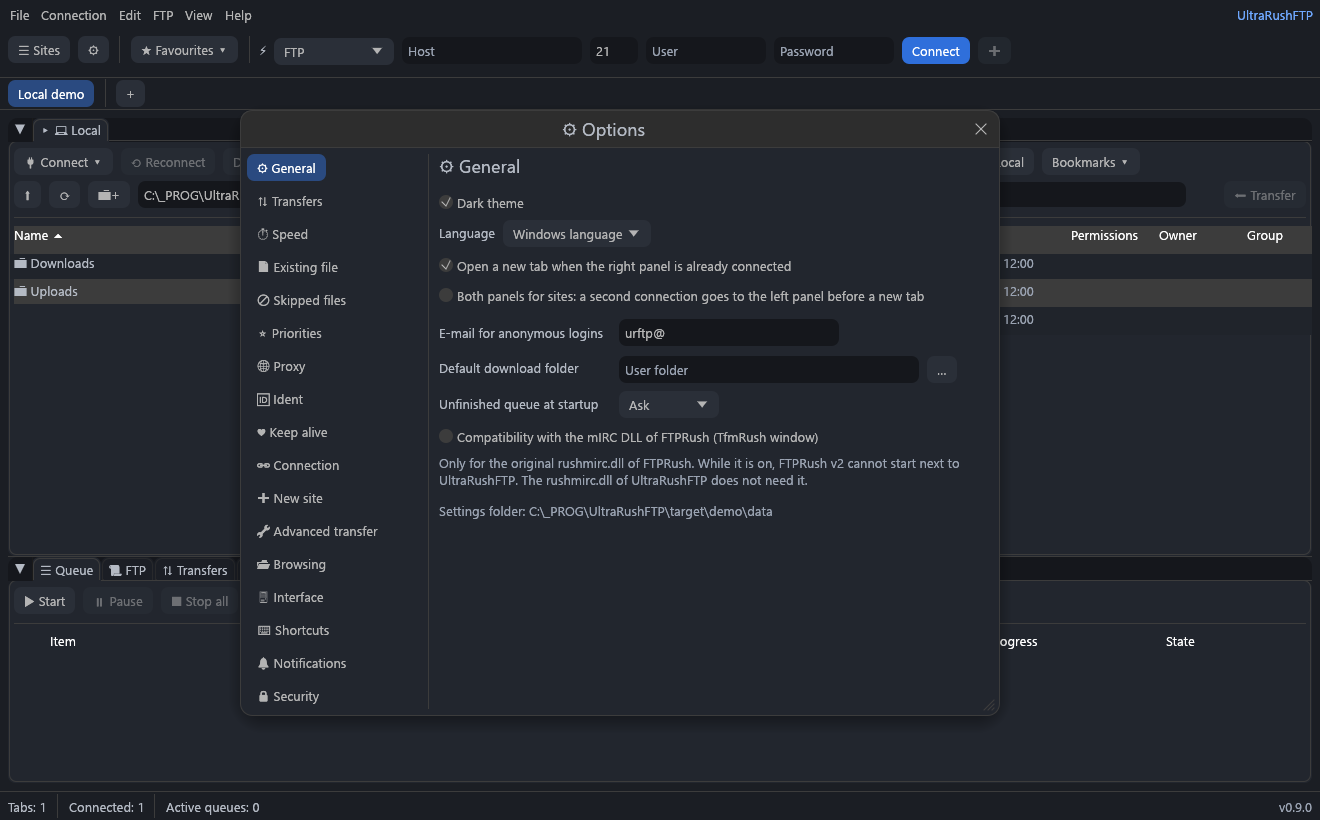 File Connection Edit FTP View Help UltraRushFTP
Sites Favourites FTP Host 21 User Password Connect +
Local demo +
Local
Options
Connect Reconnect D ocal Bookmarks
C:\_PROG\UltraR Transfer
Name Permissions Owner Group
Downloads 12:00
Uploads 12:00
12:00
General
Transfers
Speed
Existing file
Skipped files
Priorities
Proxy
Ident
Keep alive
Connection
New site
Advanced transfer
Browsing
Interface
Shortcuts
Notifications
Security
General
Dark theme
Language Windows language
Open a new tab when the right panel is already connected
Both panels for sites: a second connection goes to the left panel before a new tab
E-mail for anonymous logins urftp@
Default download folder User folder ...
Unfinished queue at startup Ask
Compatibility with the mIRC DLL of FTPRush (TfmRush window)
Only for the original rushmirc.dll of FTPRush. While it is on, FTPRush v2 cannot start next to
UltraRushFTP. The rushmirc.dll of UltraRushFTP does not need it.
Settings folder: C:\_PROG\UltraRushFTP\target\demo\data
Queue FTP Transfers
Start Pause Stop all
Item ogress State
Tabs: 1 Connected: 1 Active queues: 0 v0.9.0